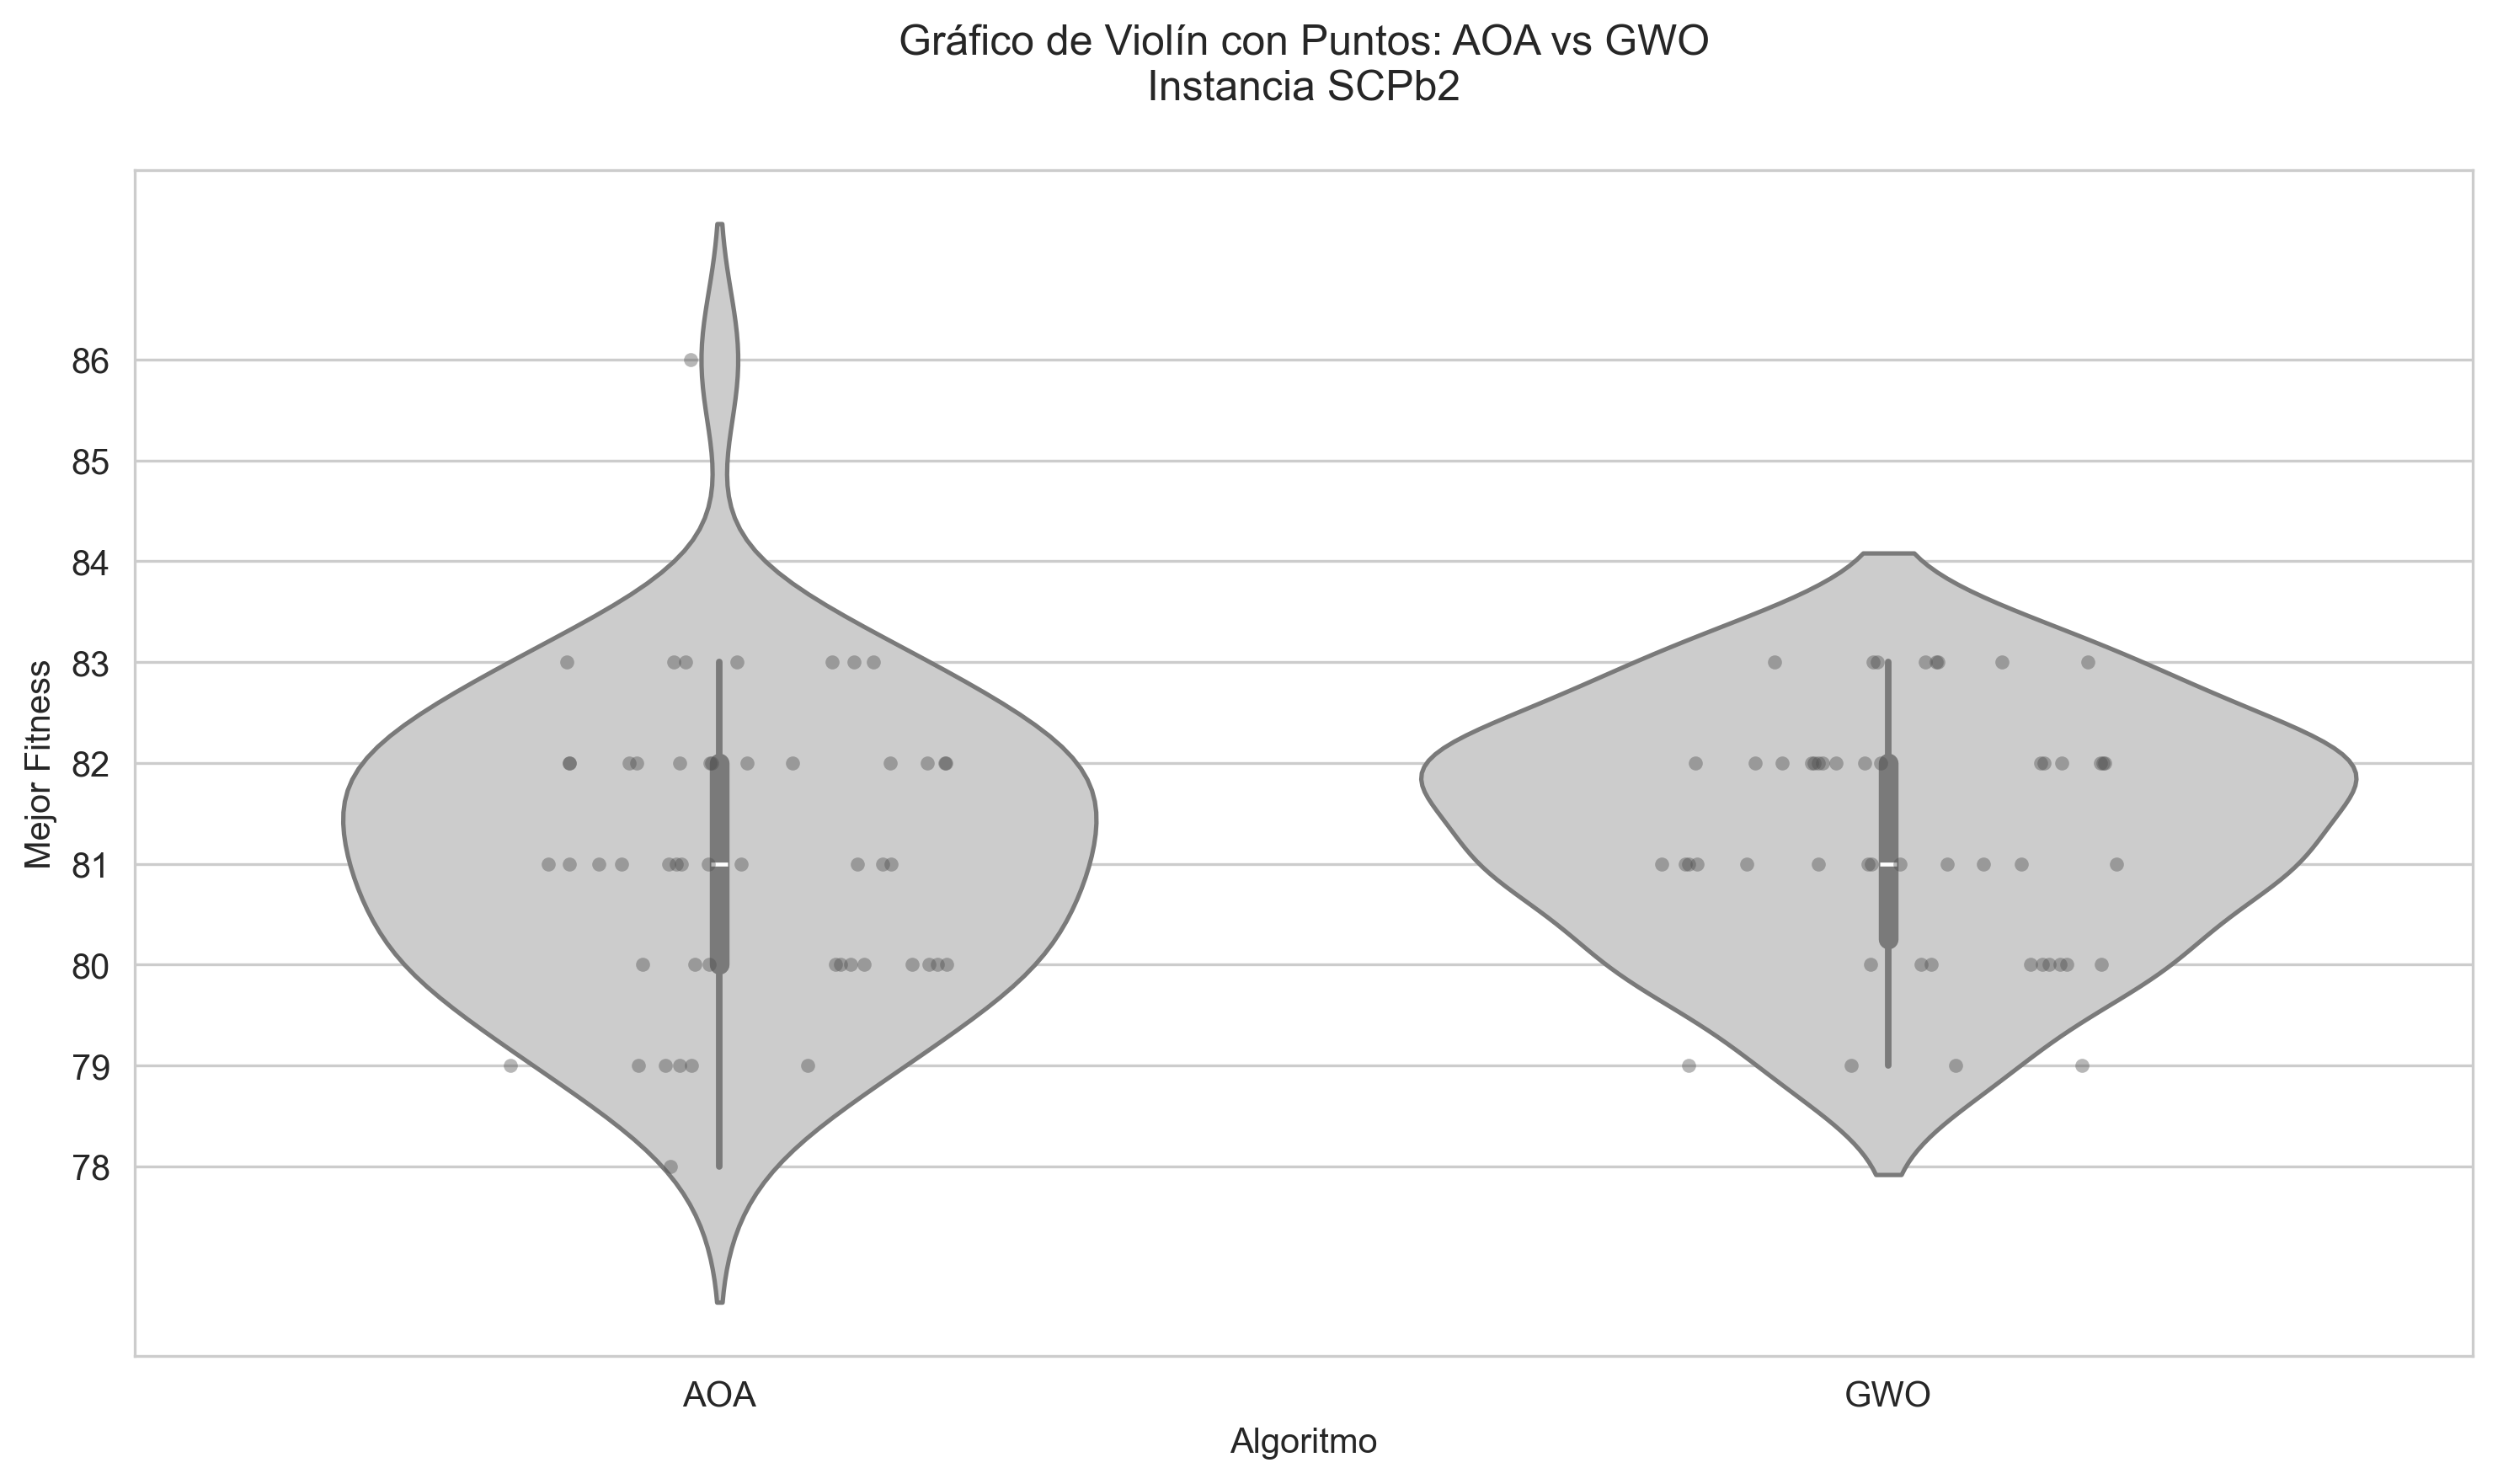 Gráfico de Violín con Puntos: AOA vs GWO
Instancia SCPb2
Mejor Fitness
86
85
84
83
82
81
80
79
78
AOA
GWO
Algoritmo